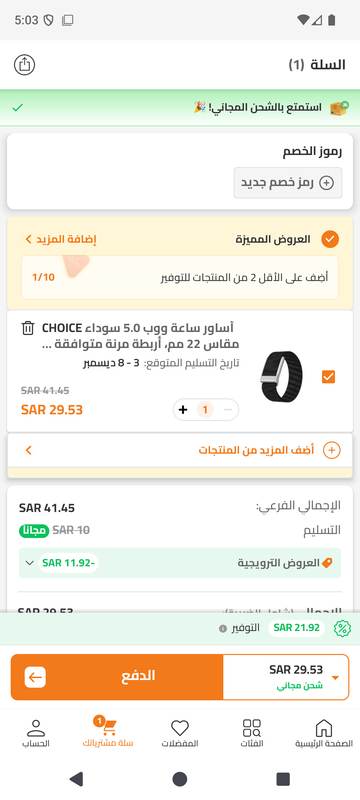 5:03
السلة (1)
استمتع بالشحن المجاني! 🎉
رموز الخصم
رمز خصم جديد
العروض المميزة
إضافة المزيد
أضِف على الأقل 2 من المنتجات للتوفير
1/10
أساور ساعة ووب 5.0 سوداء CHOICE
مقاس 22 مم، أربطة مرنة متوافقة ...
تاريخ التسليم المتوقع: 3 - 8 ديسمبر
SAR 41.45
SAR 29.53
1
أضِف المزيد من المنتجات
الإجمالي الفرعي:
SAR 41.45
التسليم
SAR 10
مجانًا
العروض الترويجية
-SAR 11.92
SAR 29.53
التوفير
SAR 21.92
SAR 29.53
شحن مجاني
الدفع
الصفحة الرئيسية
الفئات
المفضلات
سلة مشترياتك
1
الحساب